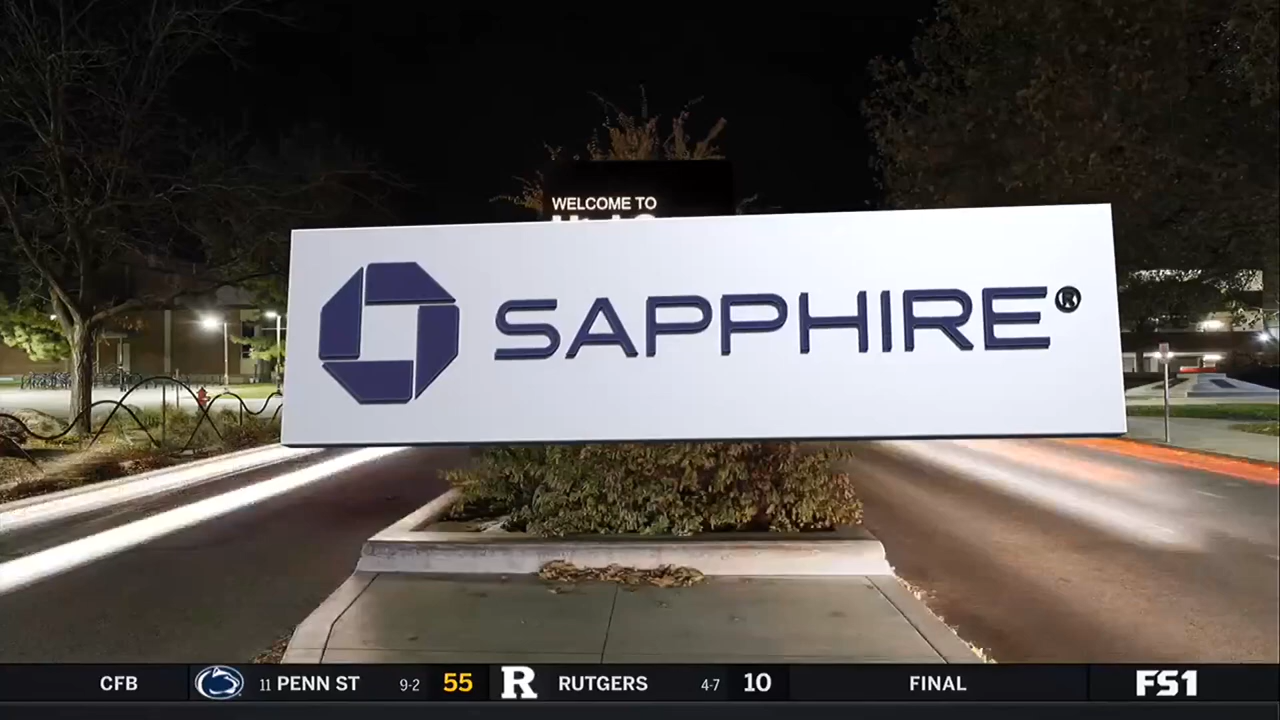 WELCOME TO
SAPPHIRE®
CFB 11 PENN ST 9-2 55 R RUTGERS 4-7 10 FINAL FS1